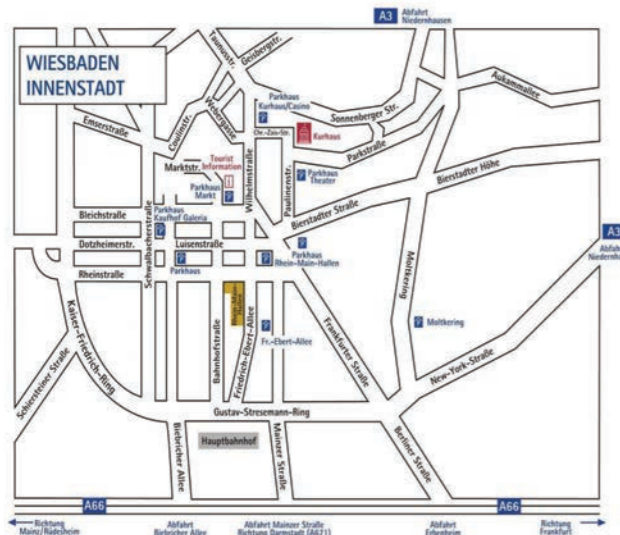 A3
Abfahrt
Niedernhausen
WIESBADEN
INNENSTADT
Taunusstr.
Geisbergstr.
Aukammallee
Parkhaus
Kurhaus/Casino
P
Sonnenberger Str.
Emserstraße
Coulinstr.
Webergasse
Chr.-Zais-Str.
Kurhaus
Parkstraße
Marktstr.
Tourist
Information
i
Parkhaus
Markt
P
Wilhelmstraße
Paulinenstr.
P
Parkhaus
Theater
Bierstadter Höhe
Bierstadter Straße
Bleichstraße
Parkhaus
Kaufhof Galeria
P
Schwalbacherstraße
Dotzheimerstr.
Luisenstraße
P
Parkhaus
P
P
Parkhaus
Rhein-Main-Hallen
Rheinstraße
A3
Abfahrt
Niedernh
Moltkering
Kaiser-Friedrich-Ring
Schiersteiner Straße
Bahnhofstraße
Rhein-Main-
Hallen
Friedrich-Ebert-Allee
P
Fr.-Ebert-Allee
Frankfurter Straße
P
Moltkering
New-York-Straße
Gustav-Stresemann-Ring
Biebricher Allee
Hauptbahnhof
Mainzer Straße
Berliner Straße
A66
A66
Richtung
Mainz/Rüdesheim
Abfahrt
Biebricher Allee
Abfahrt Mainzer Straße
Richtung Darmstadt (A671)
Abfahrt
Erbenheim
Richtung
Frankfurt